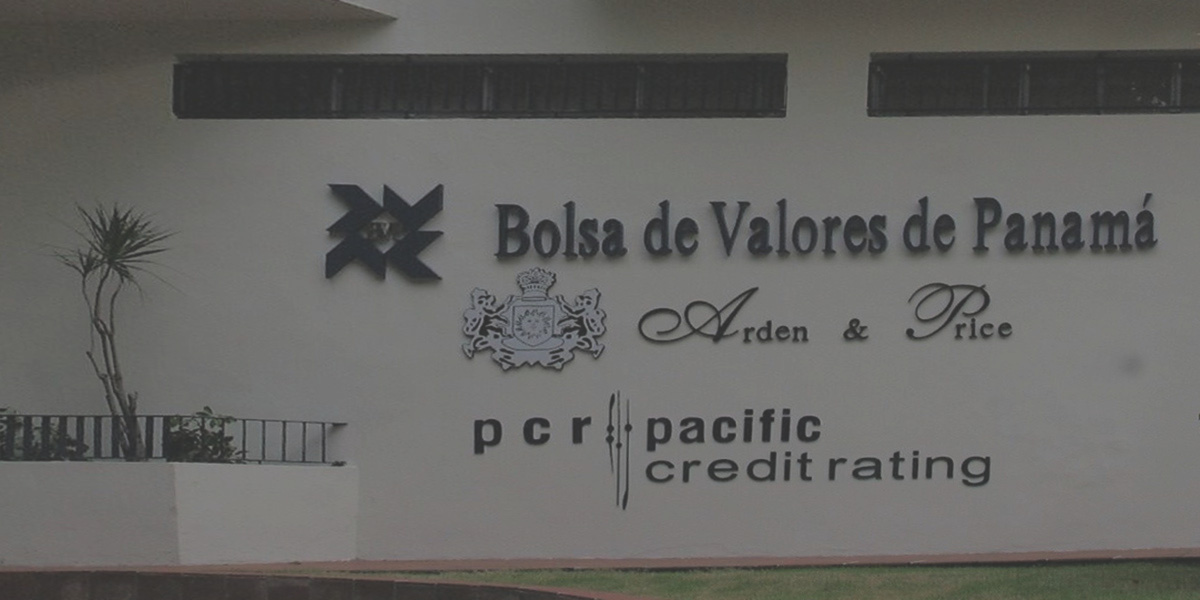 Bolsa de Valores de Panamá
Arden & Price
pcr pacific
credit rating